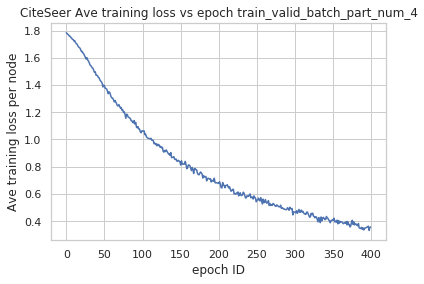 CiteSeer Ave training loss vs epoch train_valid_batch_part_num_4
1.8
1.6
1.4
1.2
1.0
0.8
0.6
0.4
Ave training loss per node
0 50 100 150 200 250 300 350 400
epoch ID